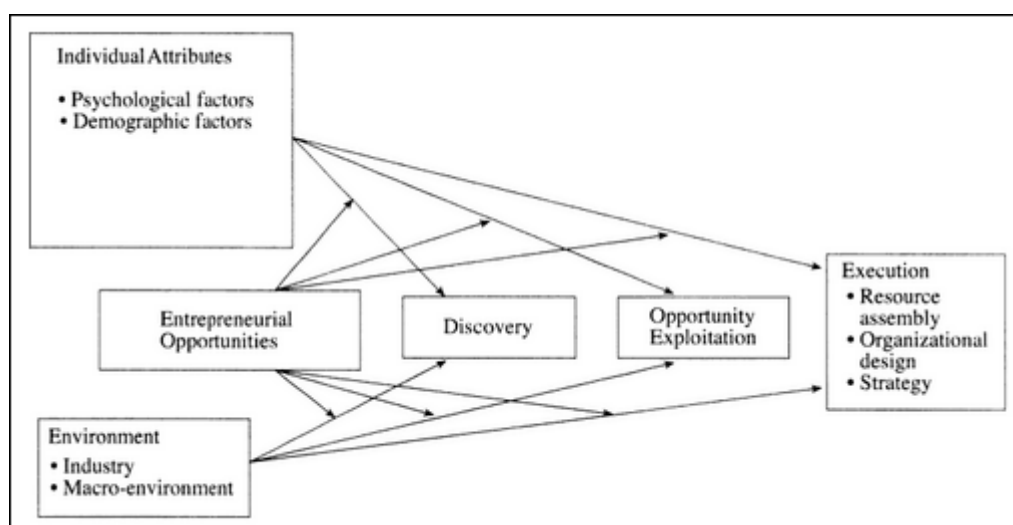 Individual Attributes
• Psychological factors
• Demographic factors
Entrepreneurial
Opportunities
Discovery
Opportunity
Exploitation
Execution
• Resource
assembly
• Organizational
design
• Strategy
Environment
• Industry
• Macro-environment